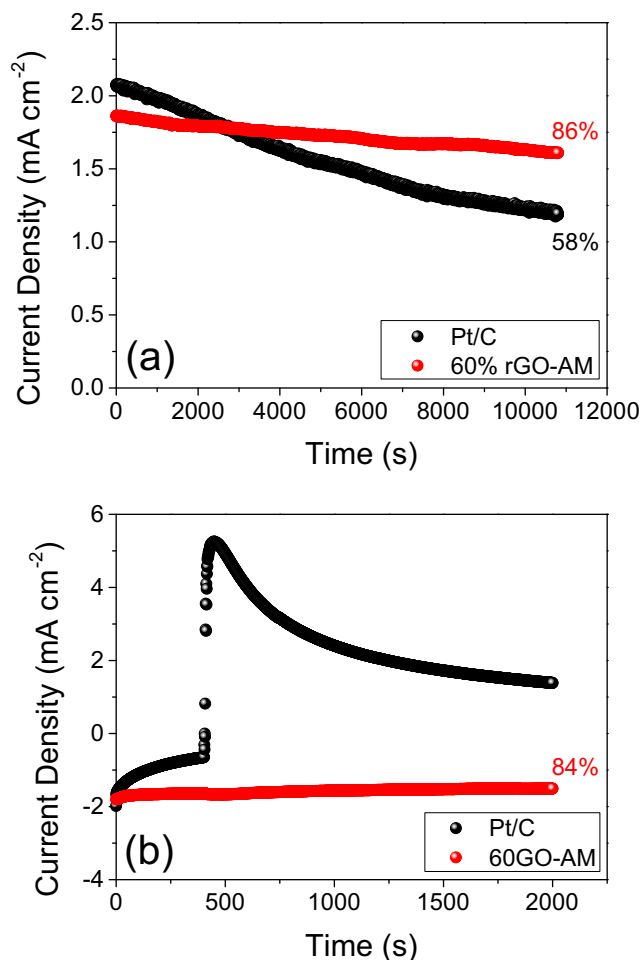 2.5
2.0
1.5
1.0
0.5
0.0
Current Density (mA cm⁻²)
86%
58%
(a)
Pt/C
60% rGO-AM
0 2000 4000 6000 8000 10000 12000
Time (s)
6
4
2
0
-2
-4
Current Density (mA cm⁻²)
84%
(b)
Pt/C
60GO-AM
0 500 1000 1500 2000
Time (s)